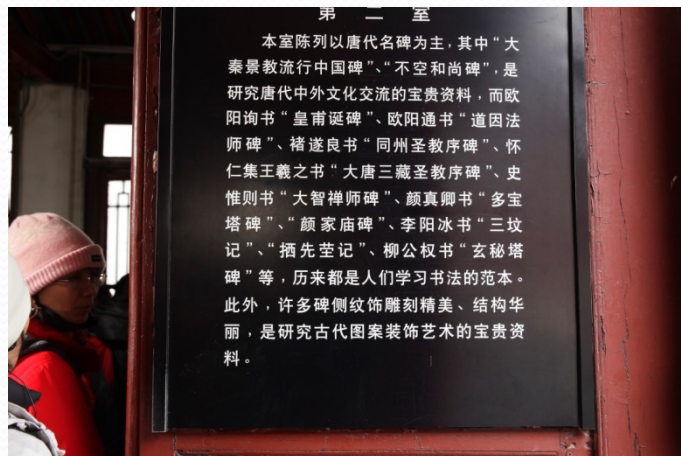 第二室
本室陈列以唐代名碑为主，其中“大
秦景教流行中国碑”、“不空和尚碑”，是
研究唐代中外文化交流的宝贵资料，而欧
阳询书“皇甫诞碑”、欧阳通书“道因法
师碑”、褚遂良书“同州圣教序碑”、怀
仁集王羲之书“大唐三藏圣教序碑”、史
惟则书“大智禅师碑”、颜真卿书“多宝
塔碑”、“颜家庙碑”、李阳冰书“三坟
记”、“拪先茔记”、柳公权书“玄秘塔
碑”等，历来都是人们学习书法的范本。
此外，许多碑侧纹饰雕刻精美、结构华
丽，是研究古代图案装饰艺术的宝贵资
料。